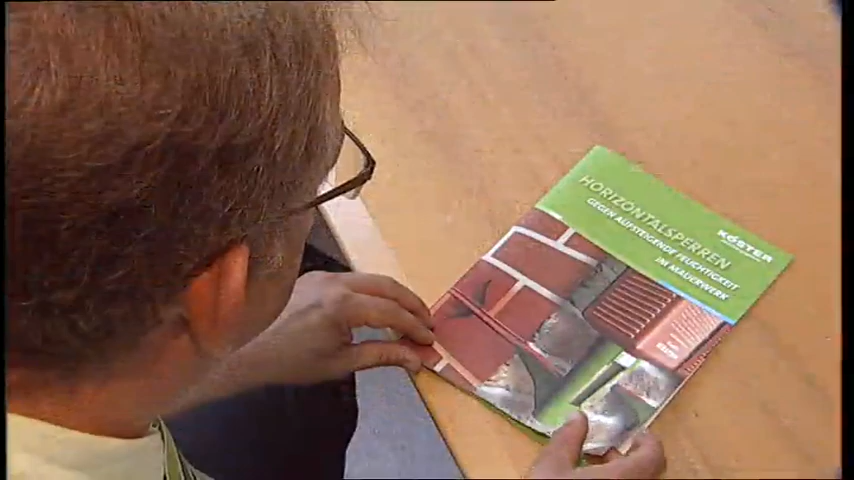 HORIZONTALSPERREN
GEGEN AUFSTEIGENDE FEUCHTIGKEIT
IM MAUERWERK
KÖSTER